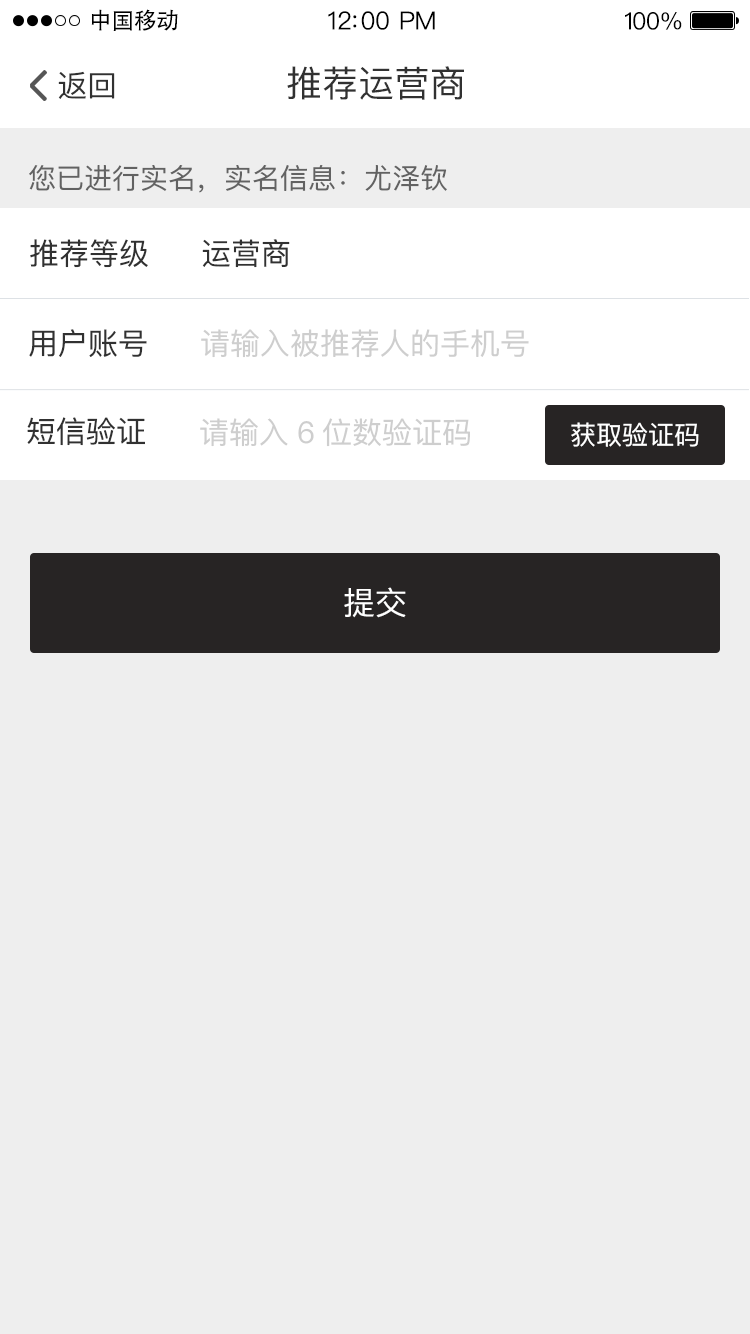 中国移动 12:00 PM 100%
返回 推荐运营商
您已进行实名，实名信息：尤泽钦
推荐等级 运营商
用户账号 请输入被推荐人的手机号
短信验证 请输入 6 位数验证码 获取验证码
提交